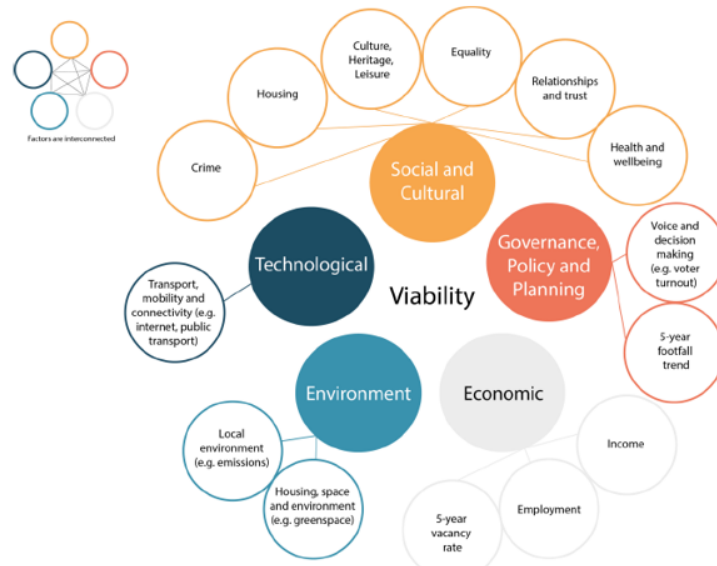 Factors are interconnected
Crime
Housing
Culture,
Heritage,
Leisure
Equality
Relationships
and trust
Health and
wellbeing
Social and
Cultural
Technological
Transport,
mobility and
connectivity (e.g.
internet, public
transport)
Viability
Governance,
Policy and
Planning
Voice and
decision
making
(e.g. voter
turnout)
5-year
footfall
trend
Environment
Local
environment
(e.g. emissions)
Housing, space
and environment
(e.g. greenspace)
Economic
Income
Employment
5-year
vacancy
rate